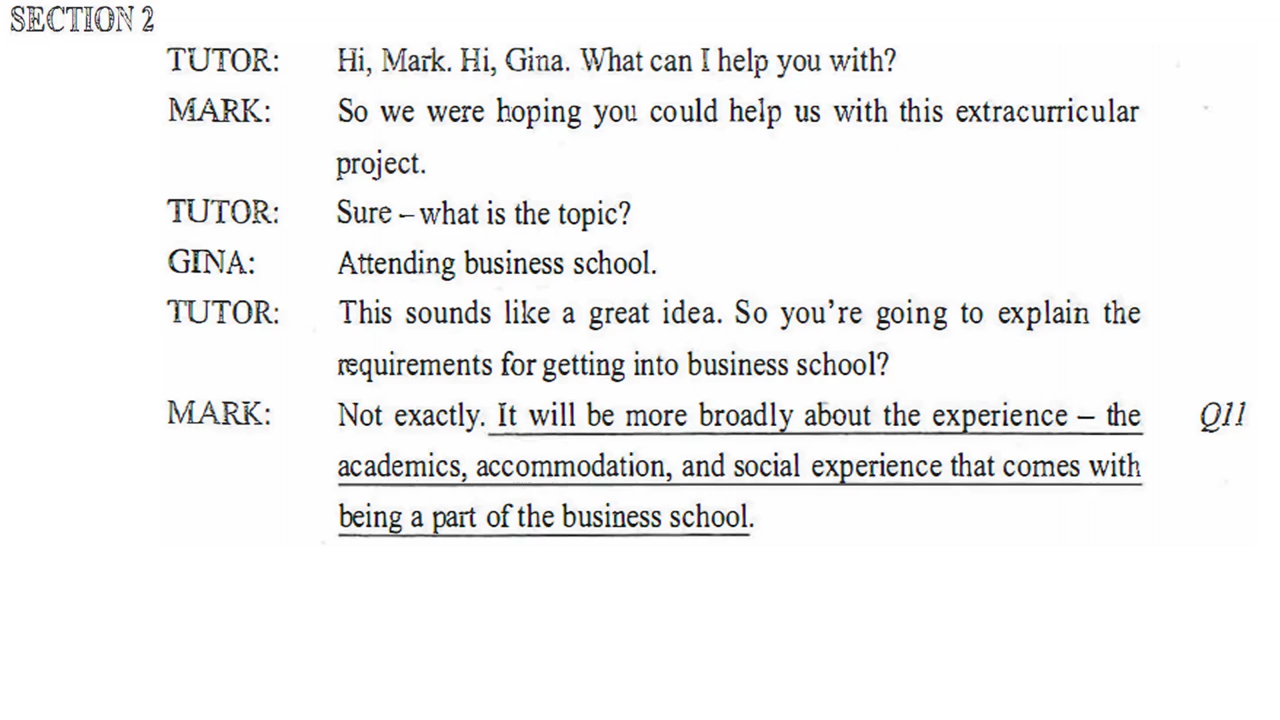 SECTION 2
TUTOR: Hi, Mark. Hi, Gina. What can I help you with?
MARK: So we were hoping you could help us with this extracurricular
project.
TUTOR: Sure – what is the topic?
GINA: Attending business school.
TUTOR: This sounds like a great idea. So you're going to explain the
requirements for getting into business school?
MARK: Not exactly. It will be more broadly about the experience – the Q11
academics, accommodation, and social experience that comes with
being a part of the business school.